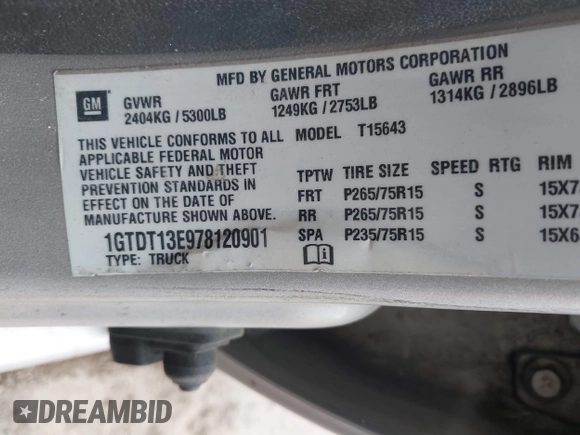 MFD BY GENERAL MOTORS CORPORATION
GM
GVWR GAWR FRT GAWR RR
2404KG / 5300LB 1249KG / 2753LB 1314KG / 2896LB
THIS VEHICLE CONFORMS TO ALL MODEL T15643
APPLICABLE FEDERAL MOTOR
VEHICLE SAFETY AND THEFT
PREVENTION STANDARDS IN
EFFECT ON THE DATE OF
MANUFACTURE SHOWN ABOVE.
1GTDT13E978120901
TYPE: TRUCK
TPTW TIRE SIZE SPEED RTG RIM
FRT P265/75R15 S 15X7
RR P265/75R15 S 15X7
SPA P235/75R15 S 15X6
DREAMBID